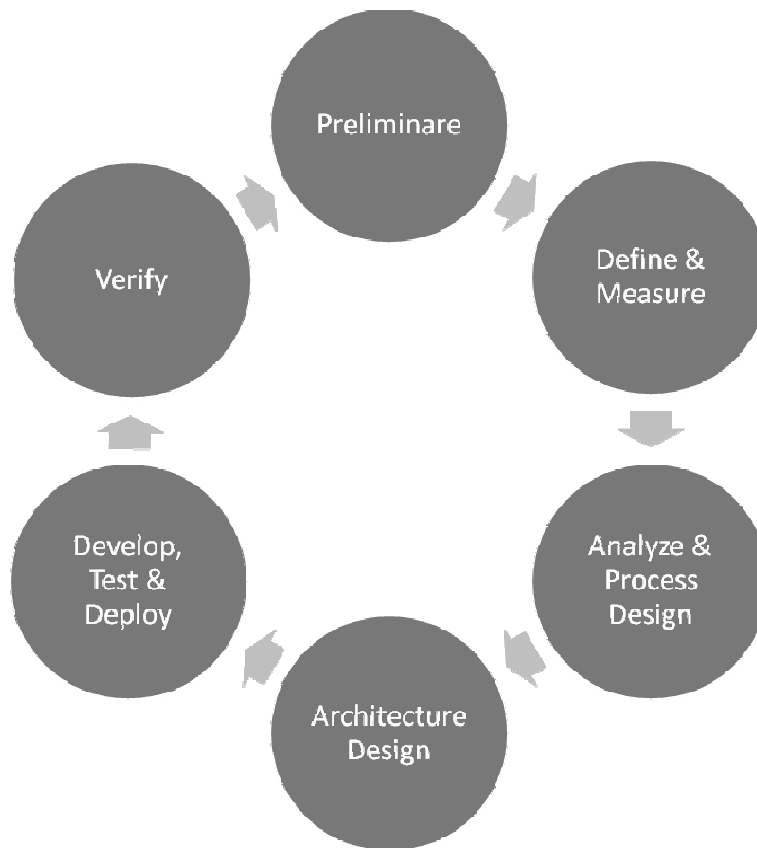 Preliminare
Define &
Measure
Analyze &
Process
Design
Architecture
Design
Develop,
Test &
Deploy
Verify